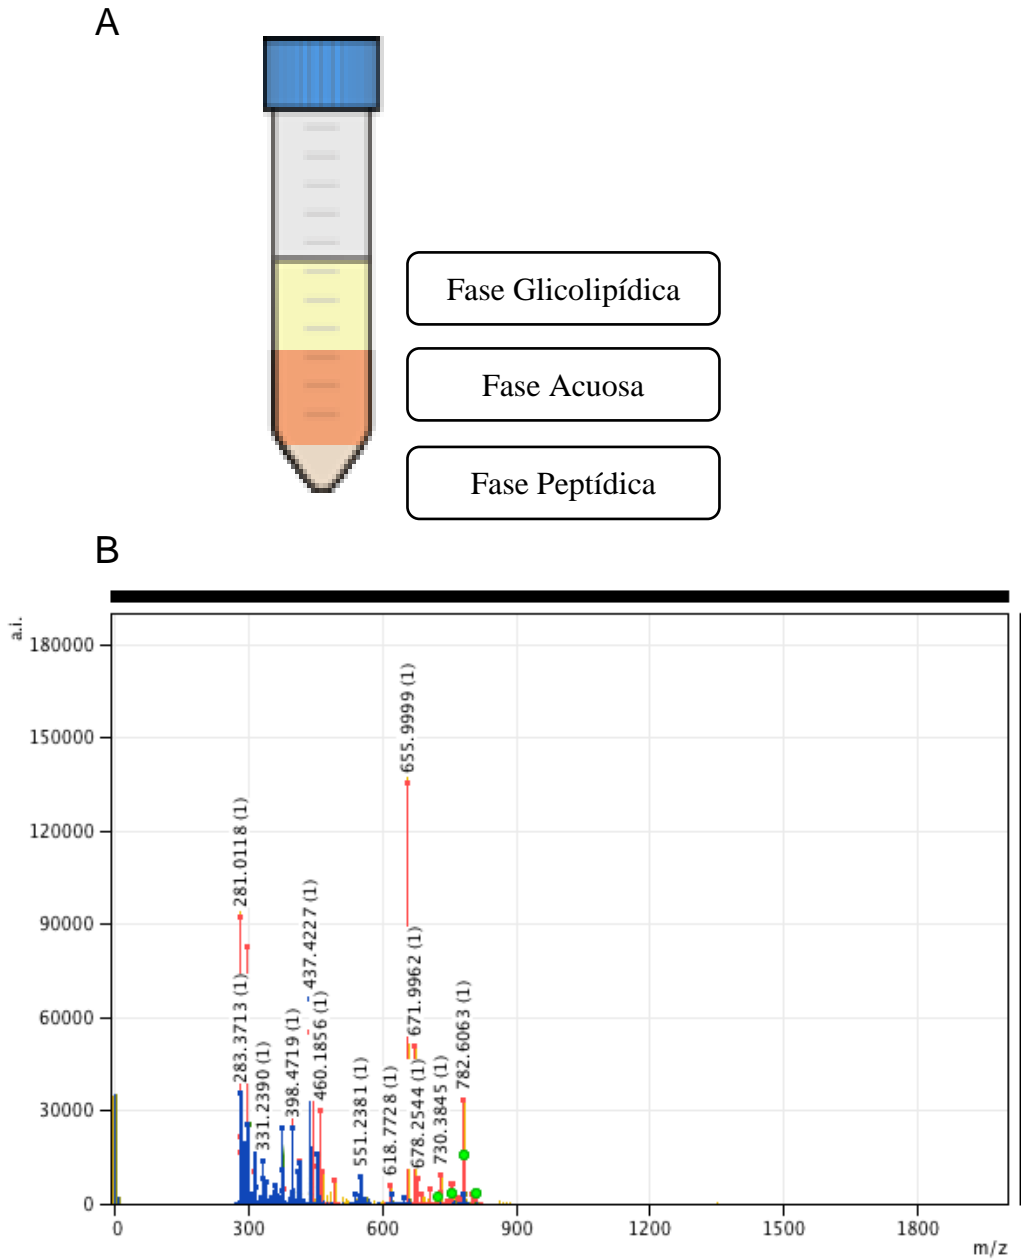 A
Fase Glicolipídica
Fase Acuosa
Fase Peptídica
B
a.i.
180000
150000
120000
90000
60000
30000
0
281.0118 (1)
283.3713 (1)
331.2390 (1)
398.4719 (1)
437.4227 (1)
460.1856 (1)
551.2381 (1)
618.7728 (1)
655.9999 (1)
671.9962 (1)
678.2544 (1)
730.3845 (1)
782.6063 (1)
0 300 600 900 1200 1500 1800
m/z